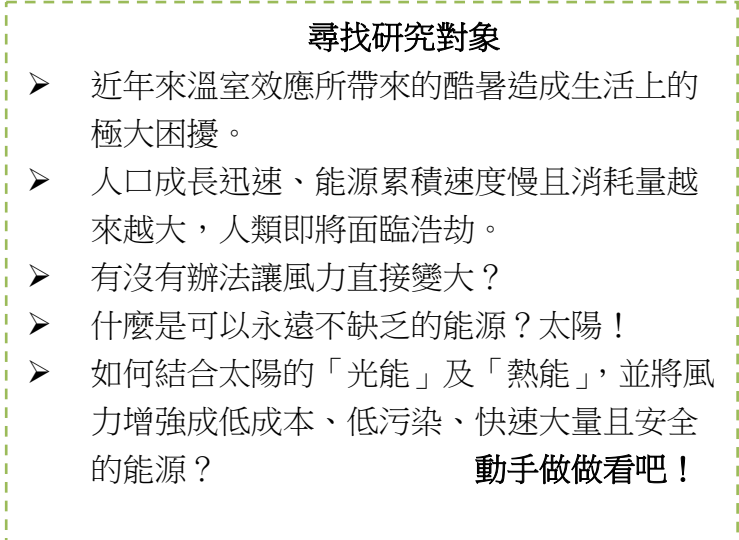 尋找研究對象
➢ 近年來溫室效應所帶來的酷暑造成生活上的
極大困擾。
➢ 人口成長迅速、能源累積速度慢且消耗量越
來越大，人類即將面臨浩劫。
➢ 有沒有辦法讓風力直接變大？
➢ 什麼是可以永遠不缺乏的能源？太陽！
➢ 如何結合太陽的「光能」及「熱能」，並將風
力增強成低成本、低污染、快速大量且安全
的能源？ 動手做做看吧！